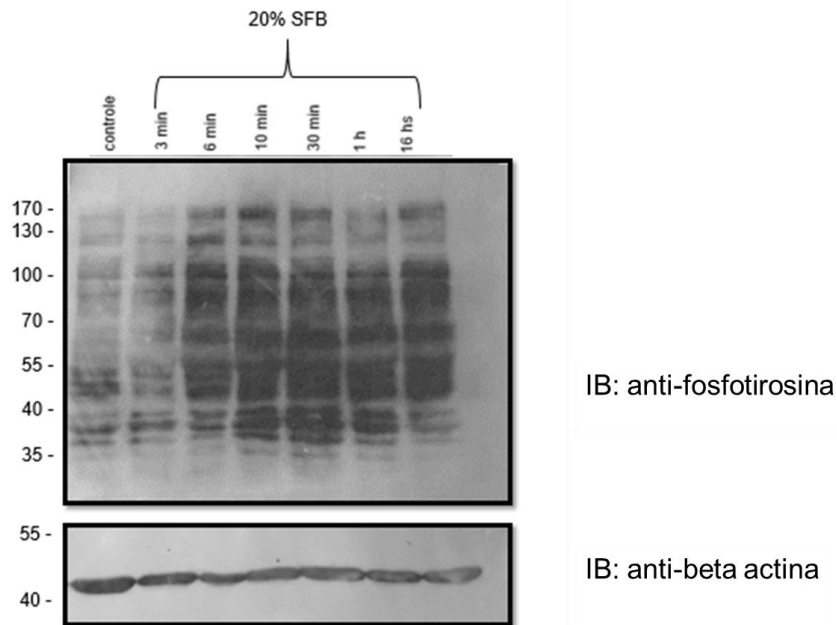 20% SFB
controle
3 min
6 min
10 min
30 min
1 h
16 hs
170 -
130 -
100 -
70 -
55 -
40 -
35 -
IB: anti-fosfotirosina
55 -
40 -
IB: anti-beta actina